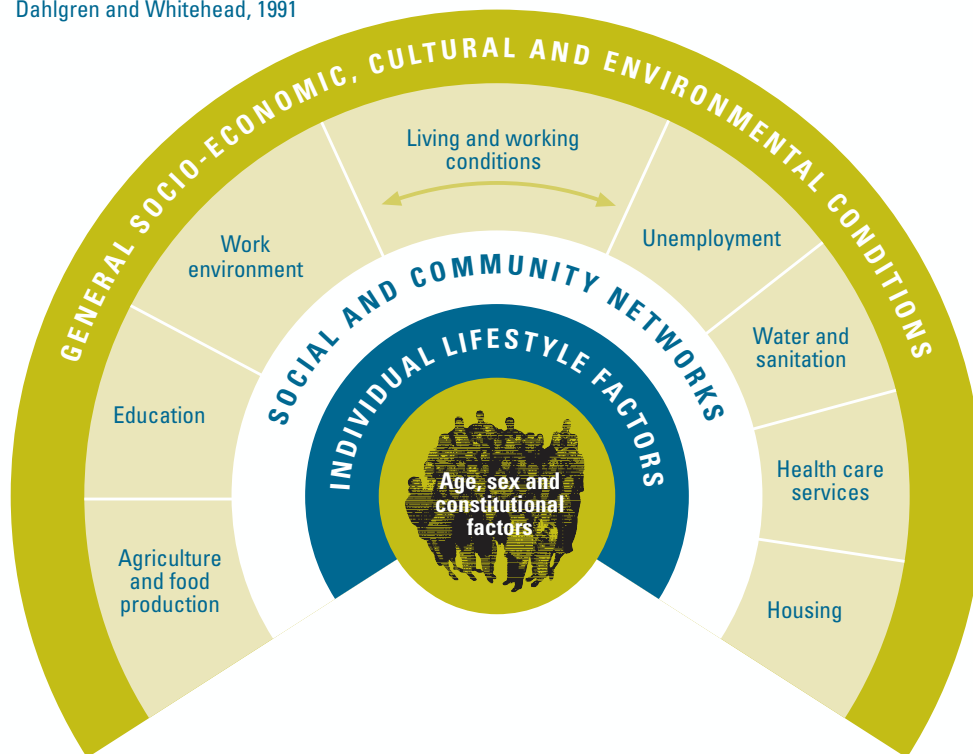 Dahlgren and Whitehead, 1991
GENERAL SOCIO-ECONOMIC, CULTURAL AND ENVIRONMENTAL CONDITIONS
Living and working
conditions
Work
environment
Unemployment
Education
Water and
sanitation
Agriculture
and food
production
Health care
services
Housing
SOCIAL AND COMMUNITY NETWORKS
INDIVIDUAL LIFESTYLE FACTORS
Age, sex and
constitutional
factors